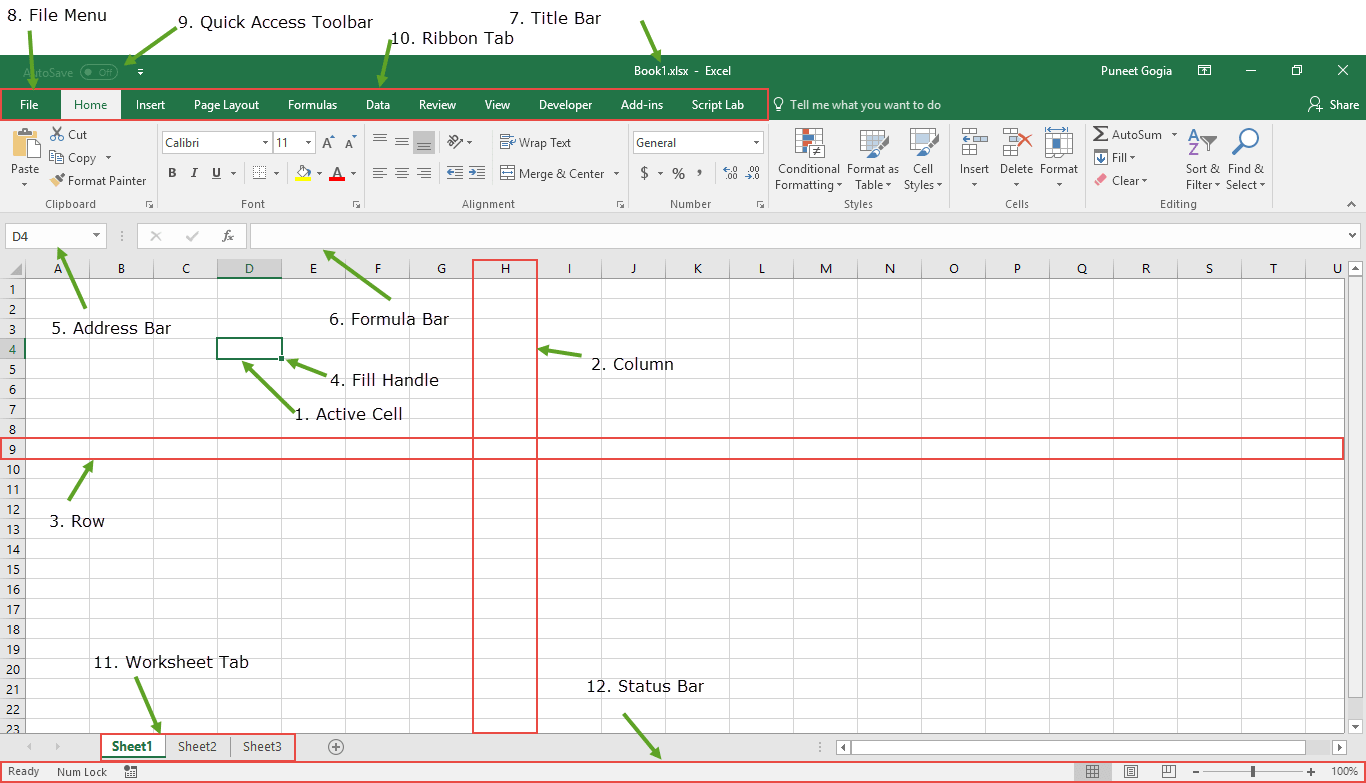 8. File Menu
9. Quick Access Toolbar
7. Title Bar
10. Ribbon Tab
AutoSave Off
Book1.xlsx - Excel
Puneet Gogia
File Home Insert Page Layout Formulas Data Review View Developer Add-ins Script Lab Tell me what you want to do Share
Cut
Calibri 11 A A
Wrap Text
General
AutoSum
Copy
Fill
Paste
Format Painter
B I U A
Merge & Center
$ % , .00 .0
Conditional Formatting
Format as Table
Cell Styles
Insert Delete Format
Clear
Sort & Filter
Find & Select
Clipboard Font Alignment Number Styles Cells Editing
D4 fx
A B C D E F G H I J K L M N O P Q R S T U
1
2
3
5. Address Bar
6. Formula Bar
4
5
2. Column
6
4. Fill Handle
7
1. Active Cell
8
9
10
11
12
3. Row
13
14
15
16
17
18
19
20
11. Worksheet Tab
21
12. Status Bar
22
23
Sheet1 Sheet2 Sheet3
Ready Num Lock 100%